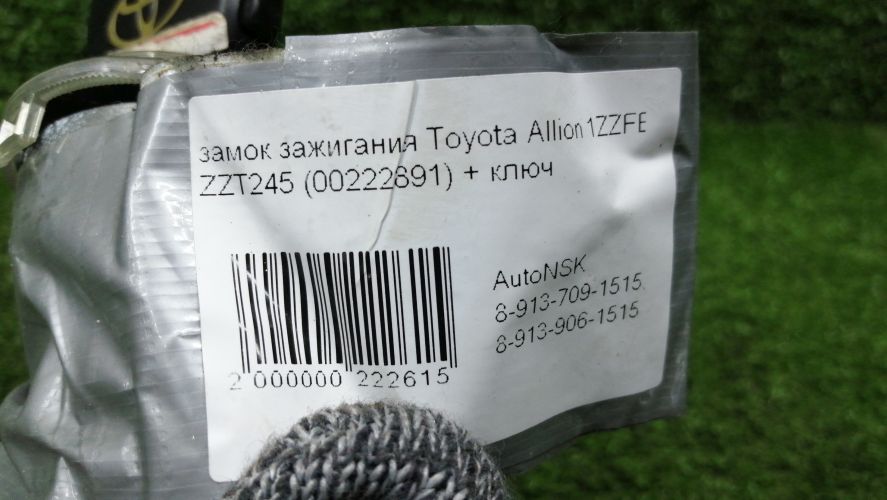 замок зажигания Toyota Allion 1ZZFE
ZZT245 (00222891) + ключ
AutoNSK
8-913-709-1515
8-913-906-1515
2 000000 222615